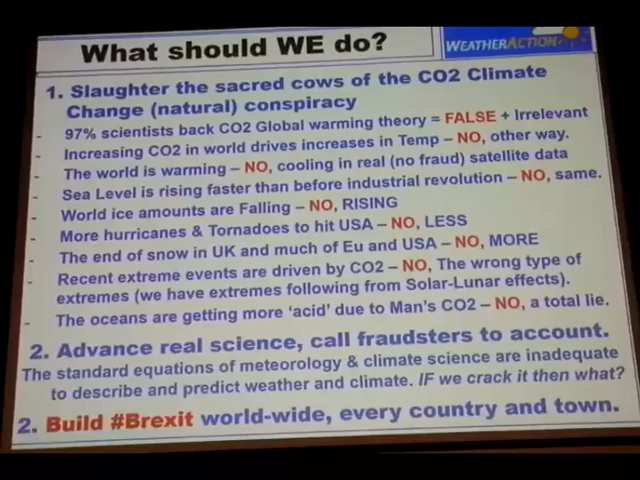 What should WE do?
WEATHERACTION
1. Slaughter the sacred cows of the CO2 Climate
Change (natural) conspiracy
- 97% scientists back CO2 Global warming theory = FALSE + Irrelevant
- Increasing CO2 in world drives increases in Temp – NO, other way.
- The world is warming – NO, cooling in real (no fraud) satellite data
- Sea Level is rising faster than before industrial revolution – NO, same.
- World ice amounts are Falling – NO, RISING
- More hurricanes & Tornadoes to hit USA – NO, LESS
- The end of snow in UK and much of Eu and USA – NO, MORE
- Recent extreme events are driven by CO2 – NO, The wrong type of
extremes (we have extremes following from Solar-Lunar effects).
- The oceans are getting more ‘acid’ due to Man's CO2 – NO, a total lie.
2. Advance real science, call fraudsters to account.
The standard equations of meteorology & climate science are inadequate
to describe and predict weather and climate. IF we crack it then what?
2. Build #Brexit world-wide, every country and town.